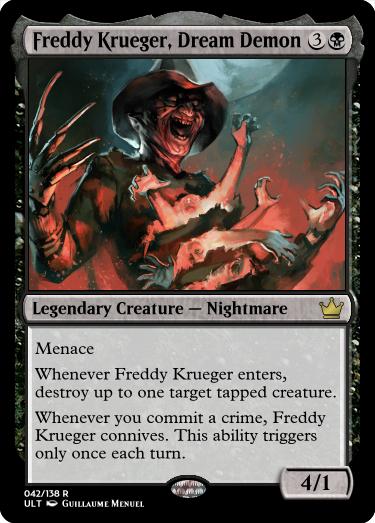 Freddy Krueger, Dream Demon 3
Legendary Creature — Nightmare
Menace
Whenever Freddy Krueger enters,
destroy up to one target tapped creature.
Whenever you commit a crime, Freddy
Krueger connives. This ability triggers
only once each turn.
4/1
042/138 R
ULT Guillaume Menuel